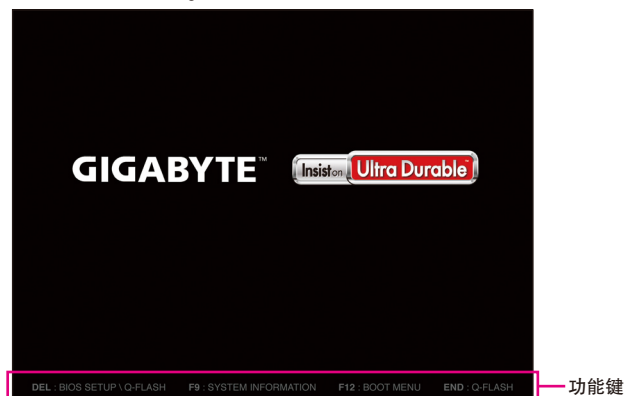 GIGABYTE™ Insist on Ultra Durable™
DEL : BIOS SETUP \ Q-FLASH F9 : SYSTEM INFORMATION F12 : BOOT MENU END : Q-FLASH
功能键